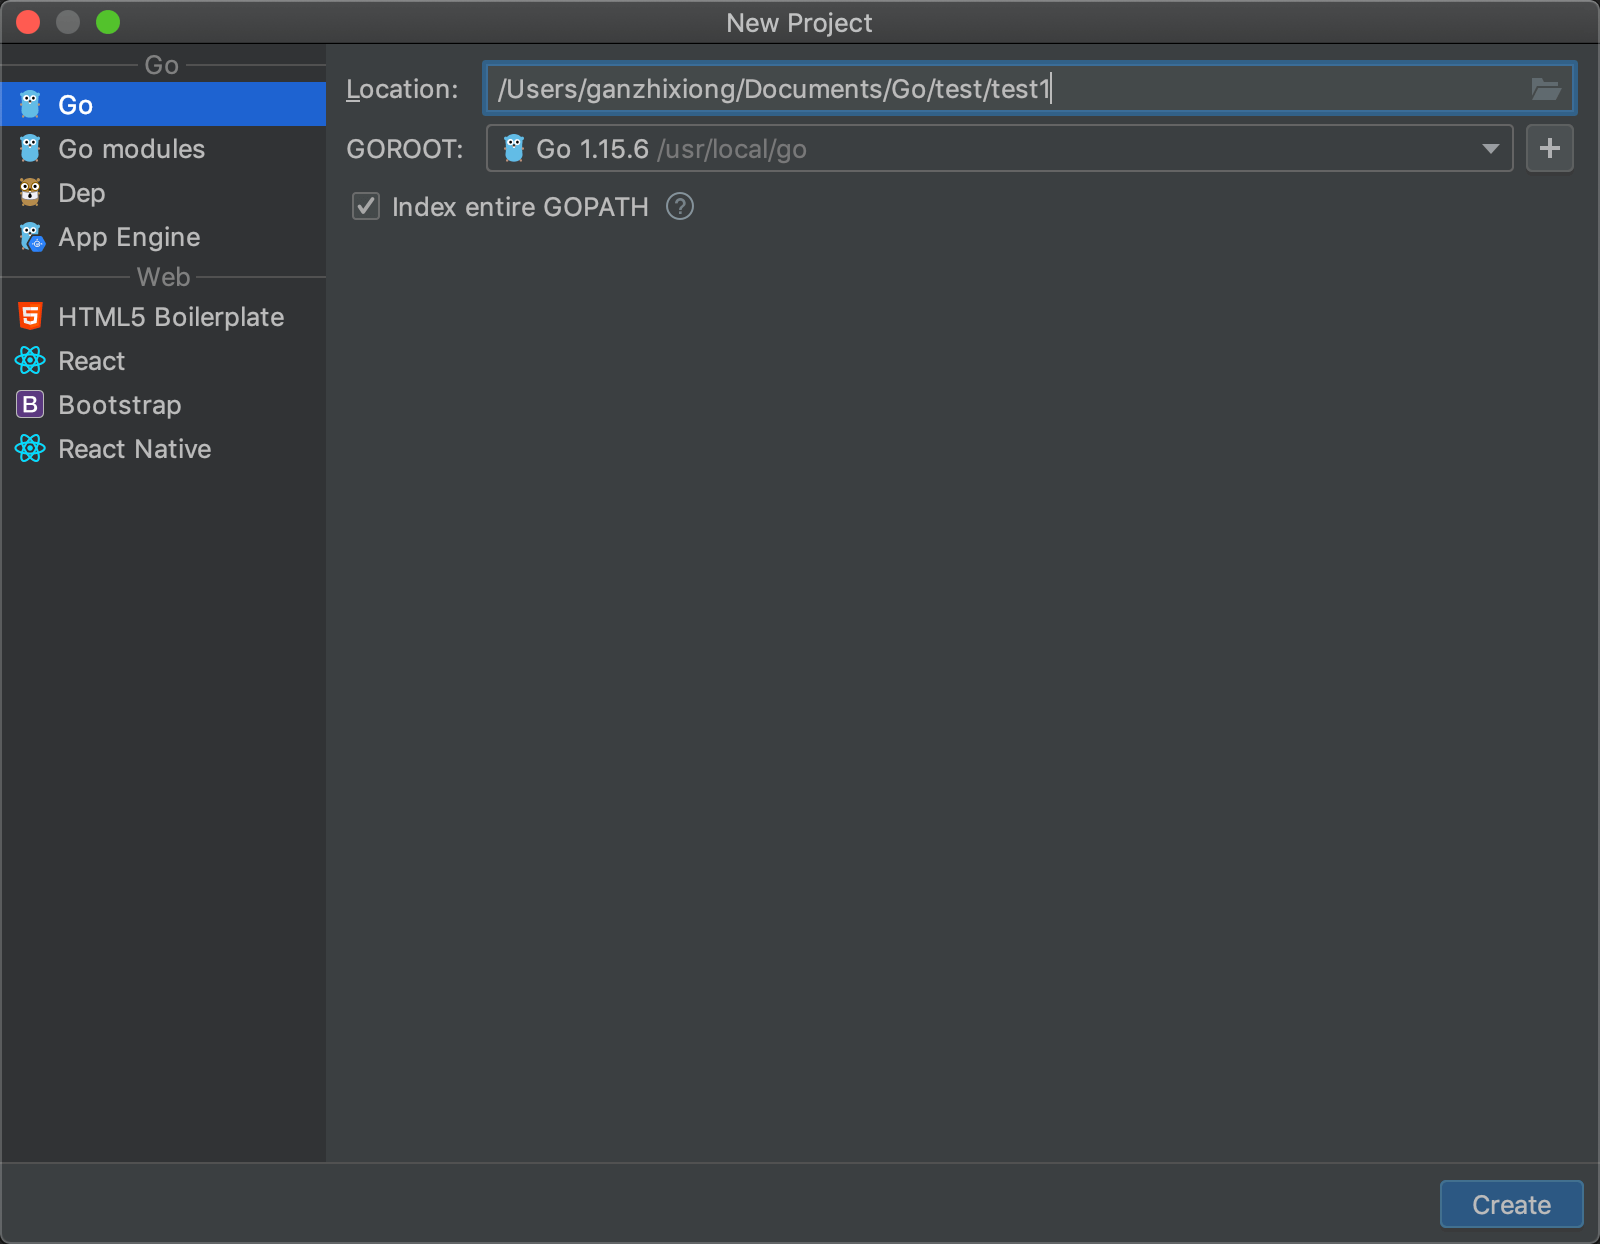 New Project
Go
Go
Go modules
Dep
App Engine
Web
HTML5 Boilerplate
React
Bootstrap
React Native
Location: /Users/ganzhixiong/Documents/Go/test/test1
GOROOT: Go 1.15.6 /usr/local/go
Index entire GOPATH ?
Create